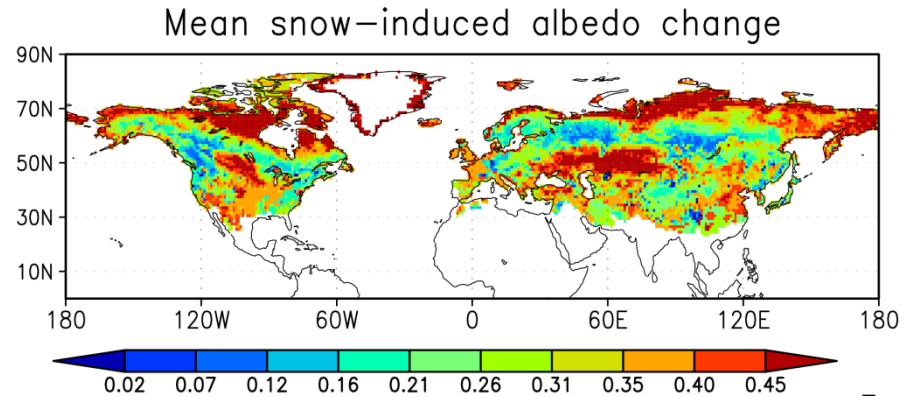 Mean snow-induced albedo change
90N
70N
50N
30N
10N
180 120W 60W 0 60E 120E 180
0.02 0.07 0.12 0.16 0.21 0.26 0.31 0.35 0.40 0.45